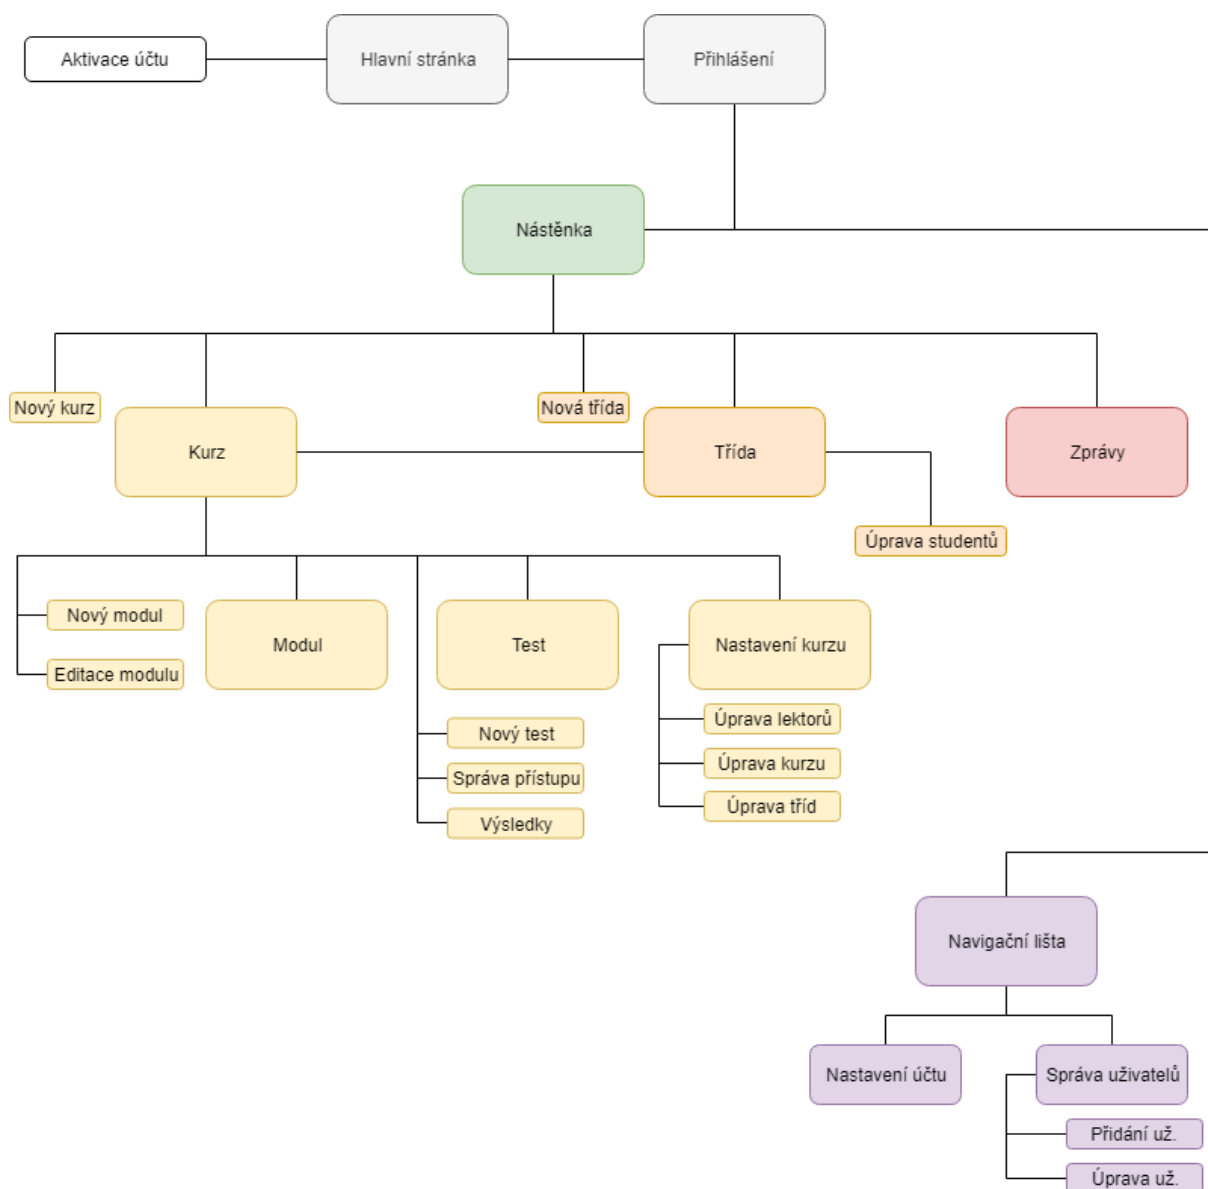 Aktivace účtu
Hlavní stránka
Přihlášení
Nástěnka
Nový kurz
Nová třída
Kurz
Třída
Zprávy
Úprava studentů
Nový modul
Editace modulu
Modul
Test
Nastavení kurzu
Nový test
Správa přístupu
Výsledky
Úprava lektorů
Úprava kurzu
Úprava tříd
Navigační lišta
Nastavení účtu
Správa uživatelů
Přidání už.
Úprava už.